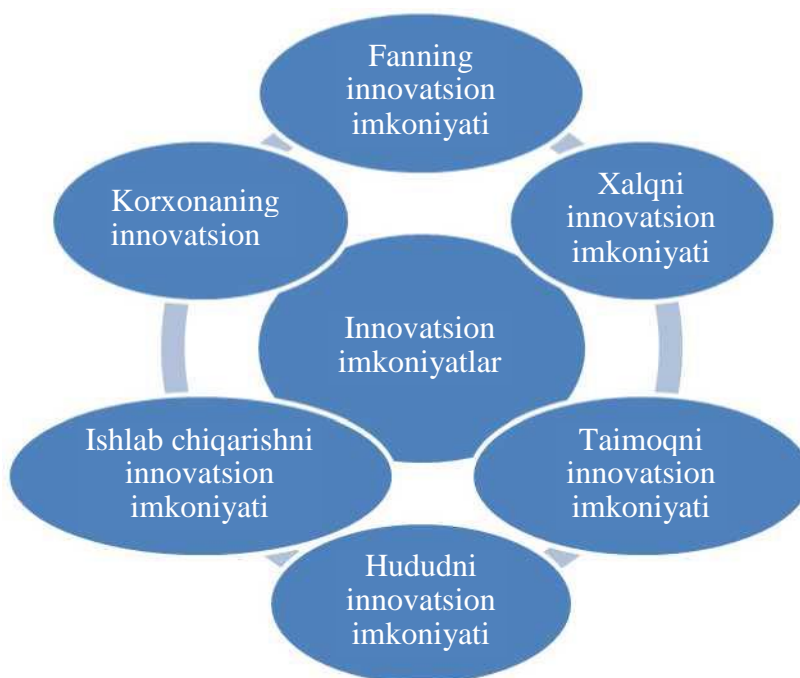 Fanning
innovatsion
imkoniyati
Xalqni
innovatsion
imkoniyati
Taimoqni
innovatsion
imkoniyati
Hududni
innovatsion
imkoniyati
Ishlab chiqarishni
innovatsion
imkoniyati
Korxonaning
innovatsion
Innovatsion
imkoniyatlar